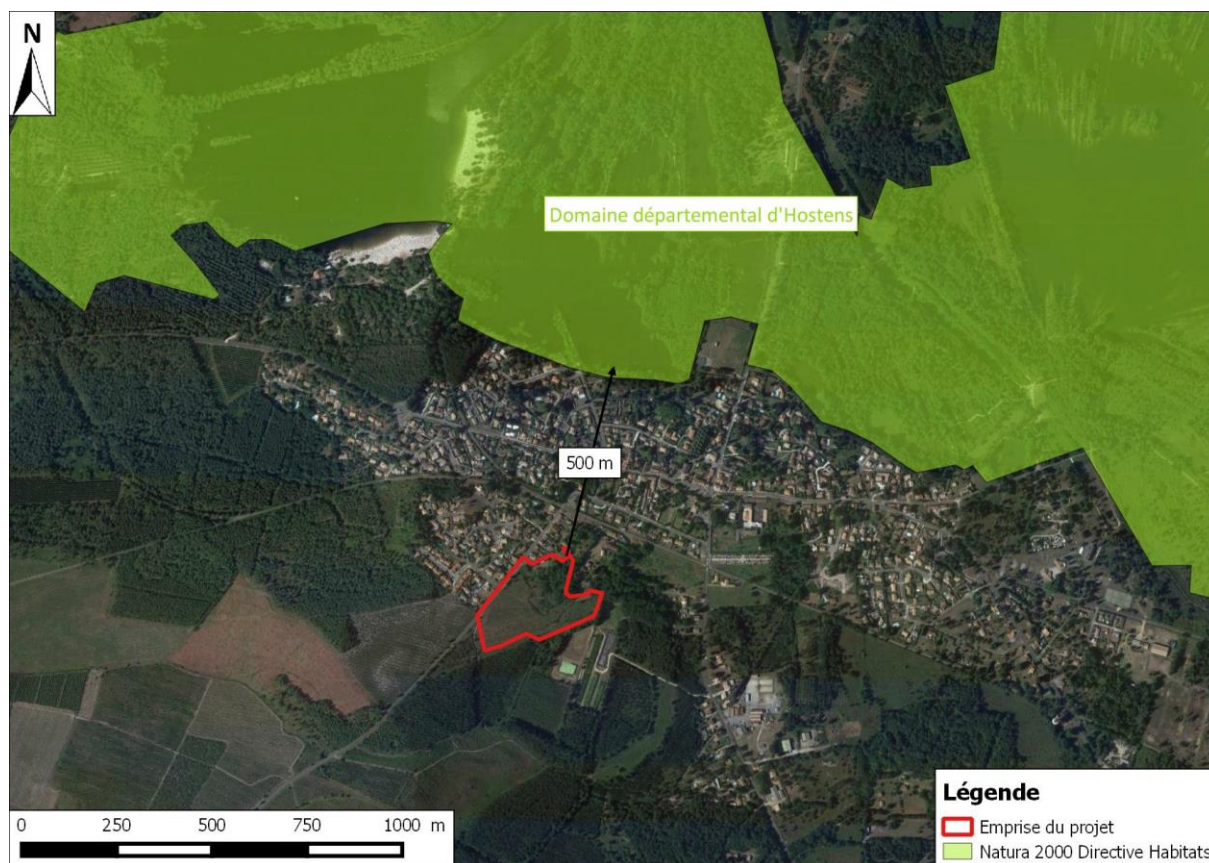 N
Domaine départemental d'Hostens
500 m
0 250 500 750 1000 m
Légende
Emprise du projet
Natura 2000 Directive Habitats